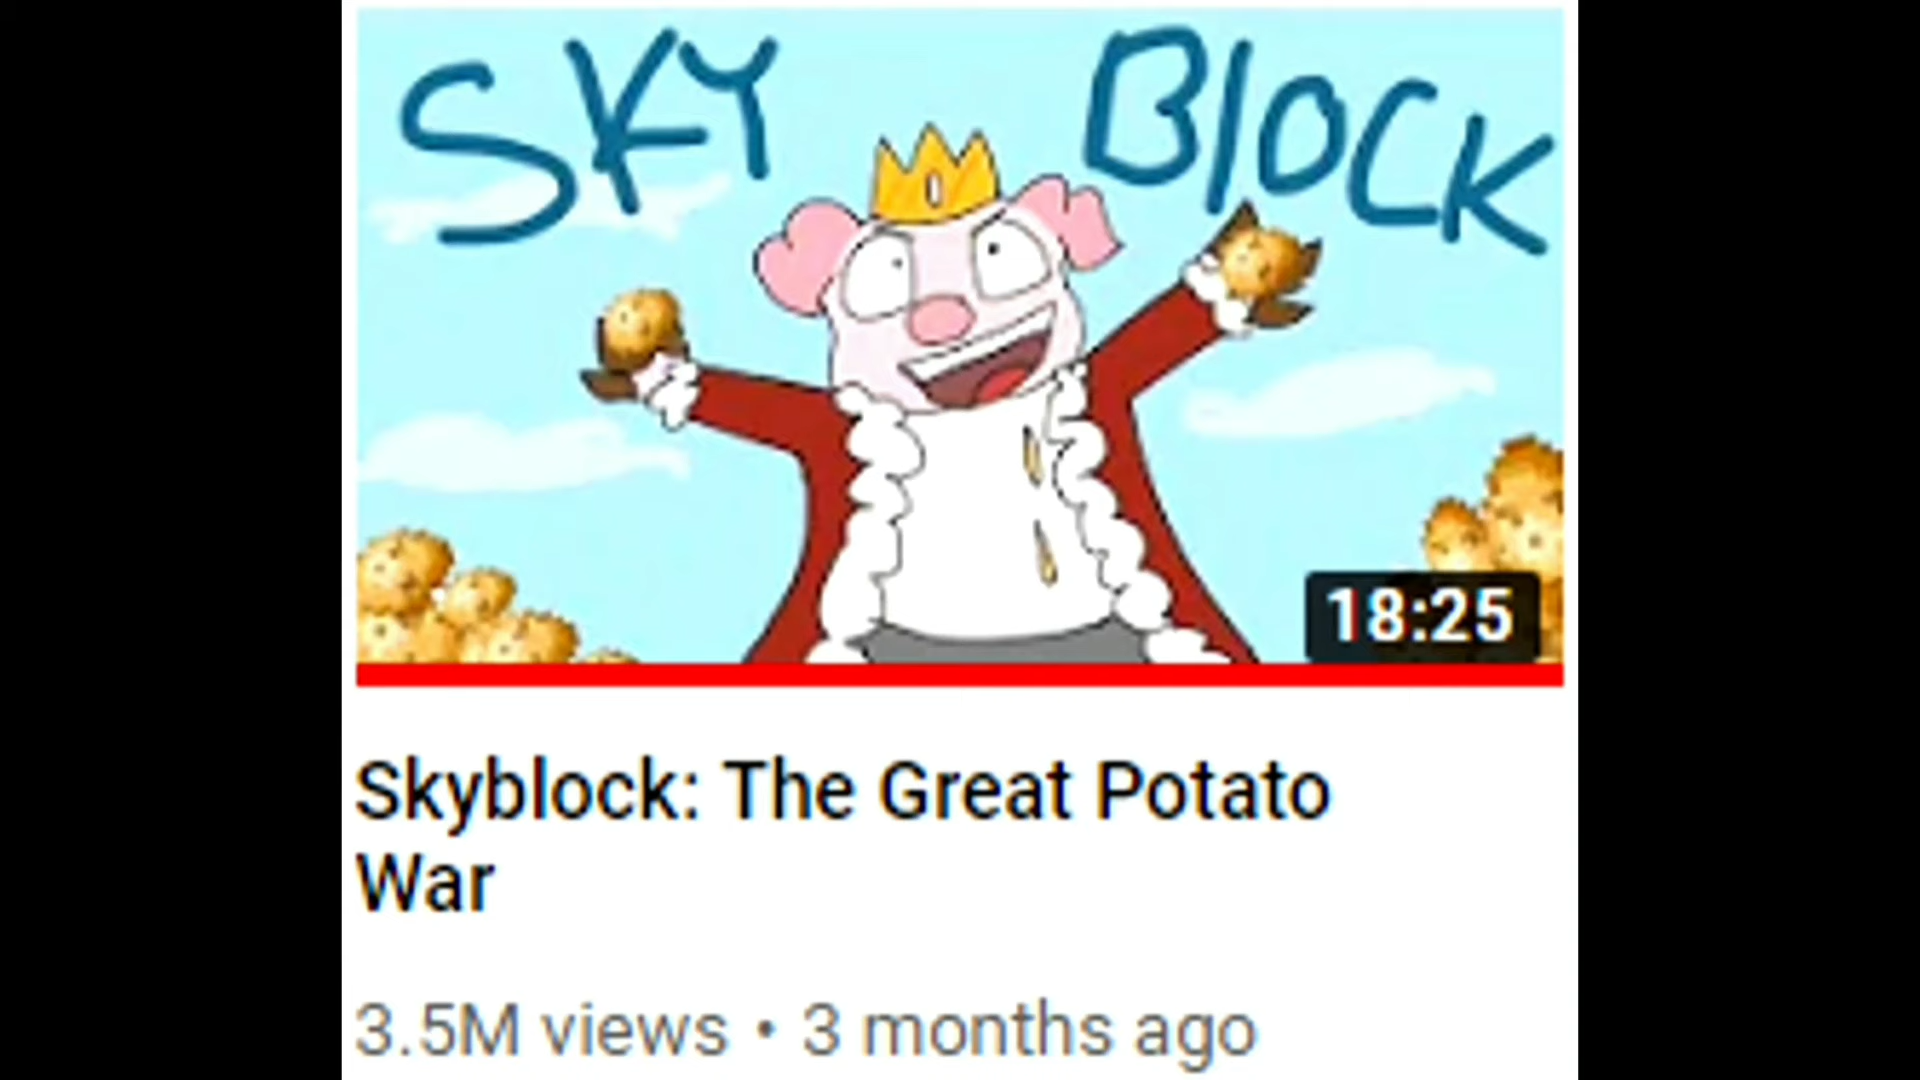 SKY BLOCK
18:25
Skyblock: The Great Potato
War
3.5M views • 3 months ago